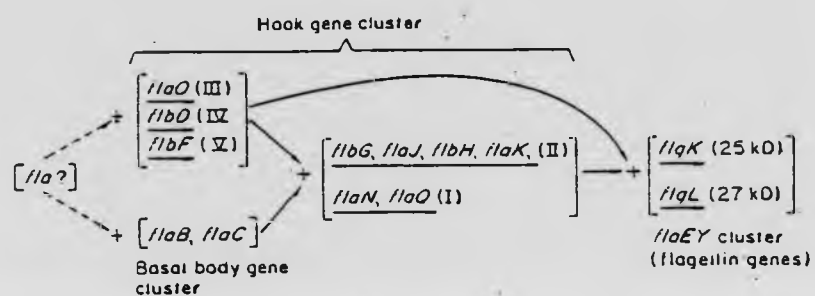 Hook gene cluster
+ [flaO (III)
flbD (IV
flbF (V)]
[fla?]
+ [flbG, flaJ, flbH, flaK, (II)
flaN, flaQ (I)]
+ [flgK (25 kD)
flgL (27 kD)]
+ [flaB, flaC]
Basal body gene
cluster
flaEY cluster
(flagellin genes)